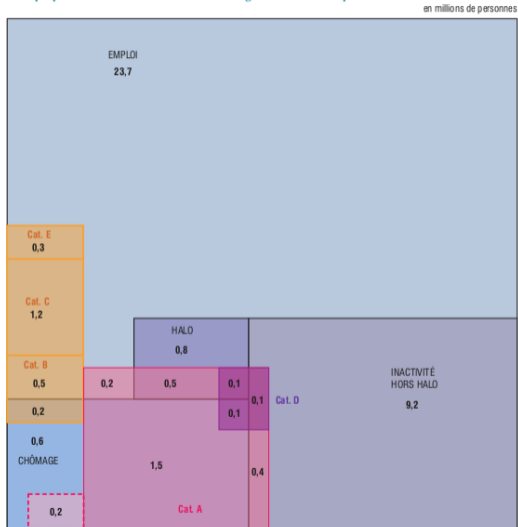 en millions de personnes
EMPLOI
23,7
Cat. E
0,3
Cat. C
1,2
HALO
0,8
Cat. B
0,5
0,2
0,5
0,1
0,1
Cat. D
INACTIVITÉ
HORS HALO
9,2
0,2
0,1
0,6
CHÔMAGE
1,5
0,4
0,2
Cat. A